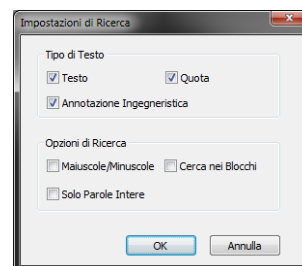 Impostazioni di Ricerca
Tipo di Testo
Testo Quota
Annotazione Ingegneristica
Opzioni di Ricerca
Maiuscole/Minuscole Cerca nei Blocchi
Solo Parole Intere
OK Annulla